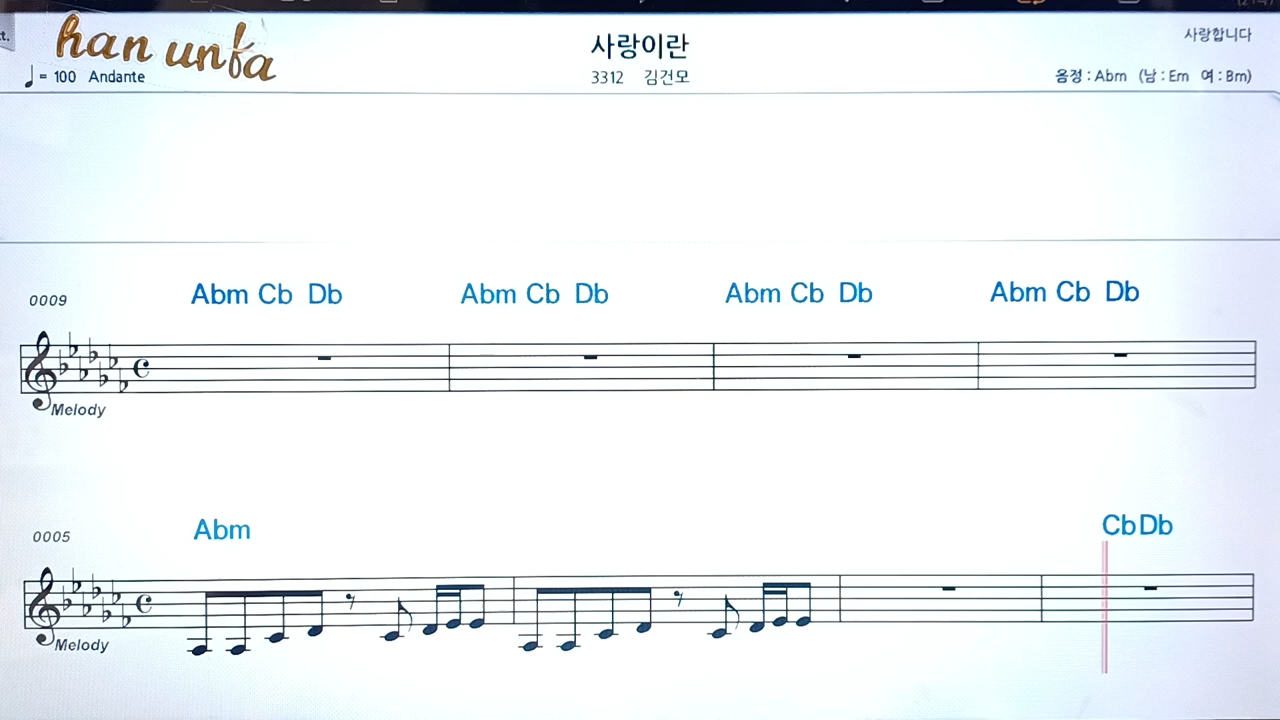 t.
han unfa
사랑이란
사랑합니다
= 100 Andante
3312 김건모
음정 : Abm (남 : Em 여 : Bm)
0009
Abm Cb Db Abm Cb Db Abm Cb Db Abm Cb Db
Melody
0005
Abm CbDb
Melody